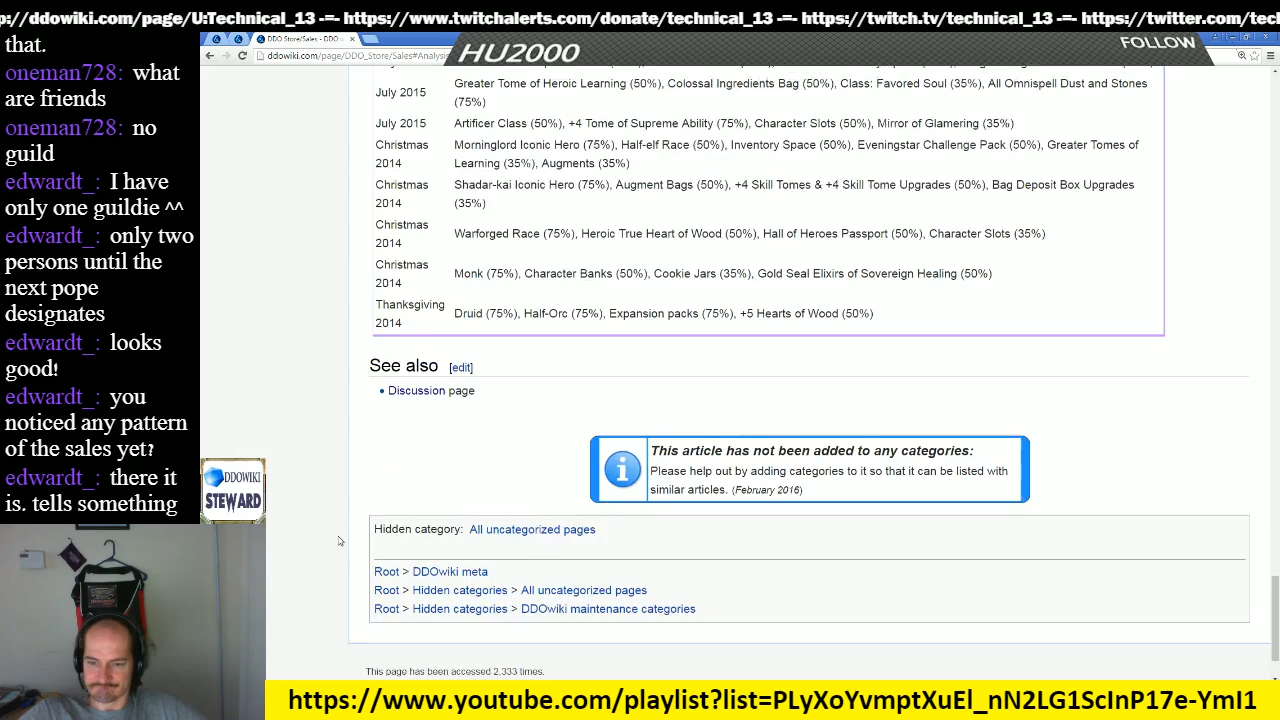 p://ddowiki.com/page/U:Technical_13 -=- https://www.twitchalerts.com/donate/technical_13 -=- https://twitch.tv/technical_13 -=- https://twitter.com/tec
that.
oneman728: what
are friends
oneman728: no
guild
edwardt_: I have
only one guildie ^^
edwardt_: only two
persons until the
next pope
designates
edwardt_: looks
good!
edwardt_: you
noticed any pattern
of the sales yet?
edwardt_: there it
is. tells something
DDO Store/Sales - DDO w
ddowiki.com/page/DDO_Store/Sales#Analysi
HU2000
FOLLOW
July 2015 Greater Tome of Heroic Learning (50%), Colossal Ingredients Bag (50%), Class: Favored Soul (35%), All Omnispell Dust and Stones
(75%)
July 2015 Artificer Class (50%), +4 Tome of Supreme Ability (75%), Character Slots (50%), Mirror of Glamering (35%)
Christmas
2014
Morninglord Iconic Hero (75%), Half-elf Race (50%), Inventory Space (50%), Eveningstar Challenge Pack (50%), Greater Tomes of
Learning (35%), Augments (35%)
Christmas
2014
Shadar-kai Iconic Hero (75%), Augment Bags (50%), +4 Skill Tomes & +4 Skill Tome Upgrades (50%), Bag Deposit Box Upgrades
(35%)
Christmas
2014
Warforged Race (75%), Heroic True Heart of Wood (50%), Hall of Heroes Passport (50%), Character Slots (35%)
Christmas
2014
Monk (75%), Character Banks (50%), Cookie Jars (35%), Gold Seal Elixirs of Sovereign Healing (50%)
Thanksgiving
2014
Druid (75%), Half-Orc (75%), Expansion packs (75%), +5 Hearts of Wood (50%)
See also [edit]
• Discussion page
This article has not been added to any categories:
Please help out by adding categories to it so that it can be listed with
similar articles. (February 2016)
DDOWIKI
STEWARD
Hidden category: All uncategorized pages
Root > DDOwiki meta
Root > Hidden categories > All uncategorized pages
Root > Hidden categories > DDOwiki maintenance categories
This page has been accessed 2,333 times.
https://www.youtube.com/playlist?list=PLyXoYvmptXuEl_nN2LG1ScInP17e-YmI1